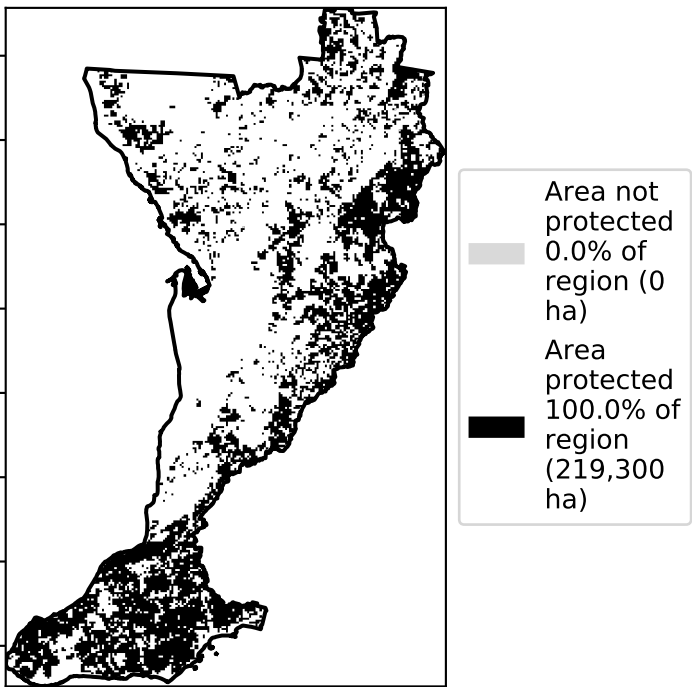 Area not
protected
0.0% of
region (0
ha)
Area
protected
100.0% of
region
(219,300
ha)